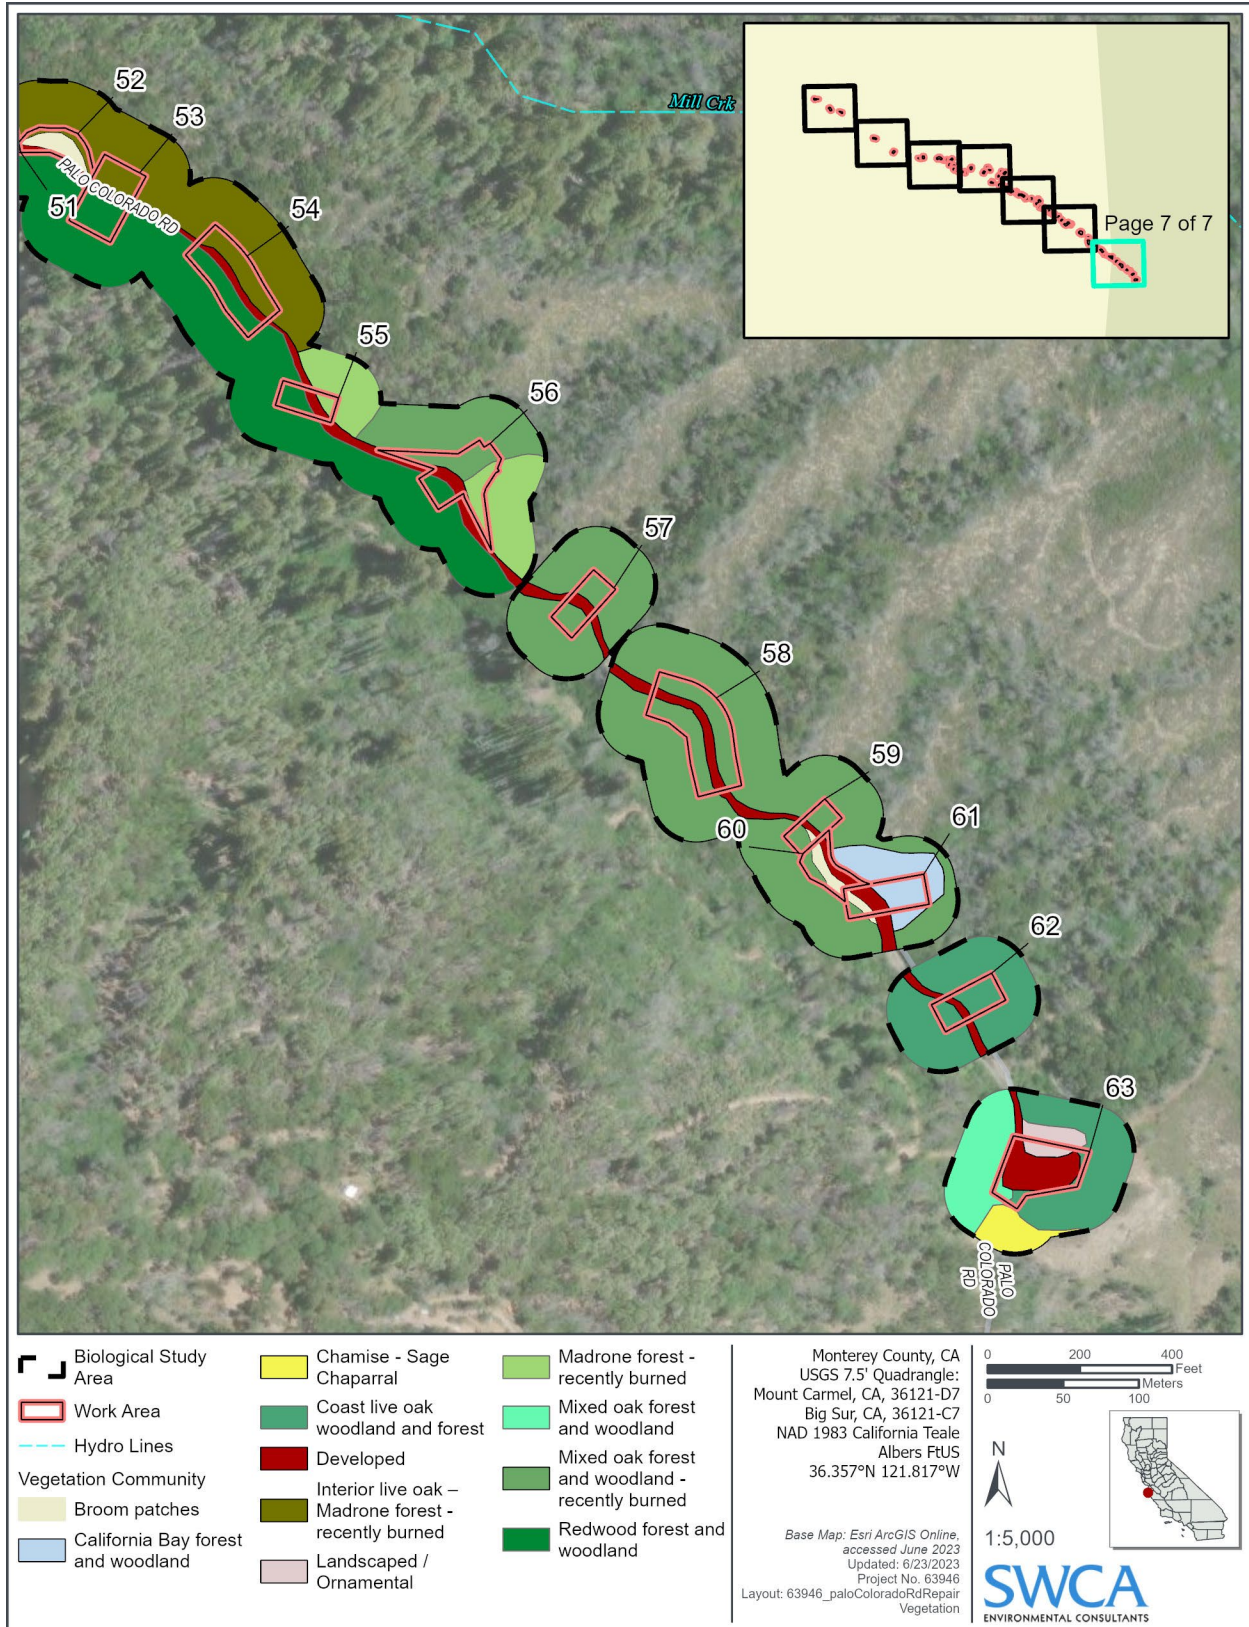 Mill Crk
Page 7 of 7
52
53
51
PALO COLORADO RD
54
55
56
57
58
59
60
61
62
63
PALO
COLORADO
RD
Biological Study
Area
Work Area
Hydro Lines
Vegetation Community
Broom patches
California Bay forest
and woodland
Chamise - Sage
Chaparral
Coast live oak
woodland and forest
Developed
Interior live oak –
Madrone forest -
recently burned
Landscaped /
Ornamental
Madrone forest -
recently burned
Mixed oak forest
and woodland
Mixed oak forest
and woodland -
recently burned
Redwood forest and
woodland
Monterey County, CA
USGS 7.5' Quadrangle:
Mount Carmel, CA, 36121-D7
Big Sur, CA, 36121-C7
NAD 1983 California Teale
Albers FtUS
36.357°N 121.817°W
Base Map: Esri ArcGIS Online,
accessed June 2023
Updated: 6/23/2023
Project No. 63946
Layout: 63946_paloColoradoRdRepair
Vegetation
0 200 400
Feet
Meters
0 50 100
N
1:5,000
SWCA
ENVIRONMENTAL CONSULTANTS